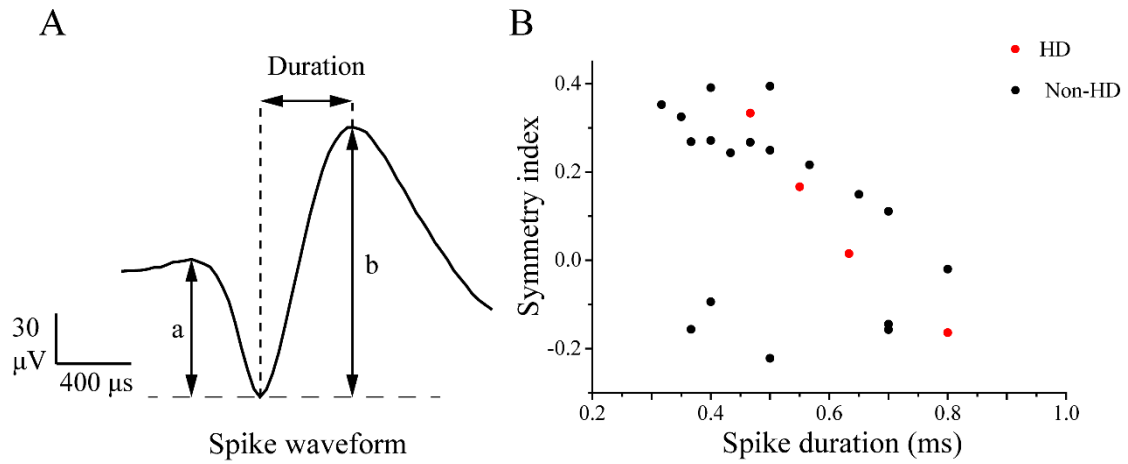 A
Duration
a
b
30
μV
400 μs
Spike waveform
B
HD
Non-HD
Symmetry index
0.4
0.2
0.0
-0.2
0.2
0.4
0.6
0.8
1.0
Spike duration (ms)